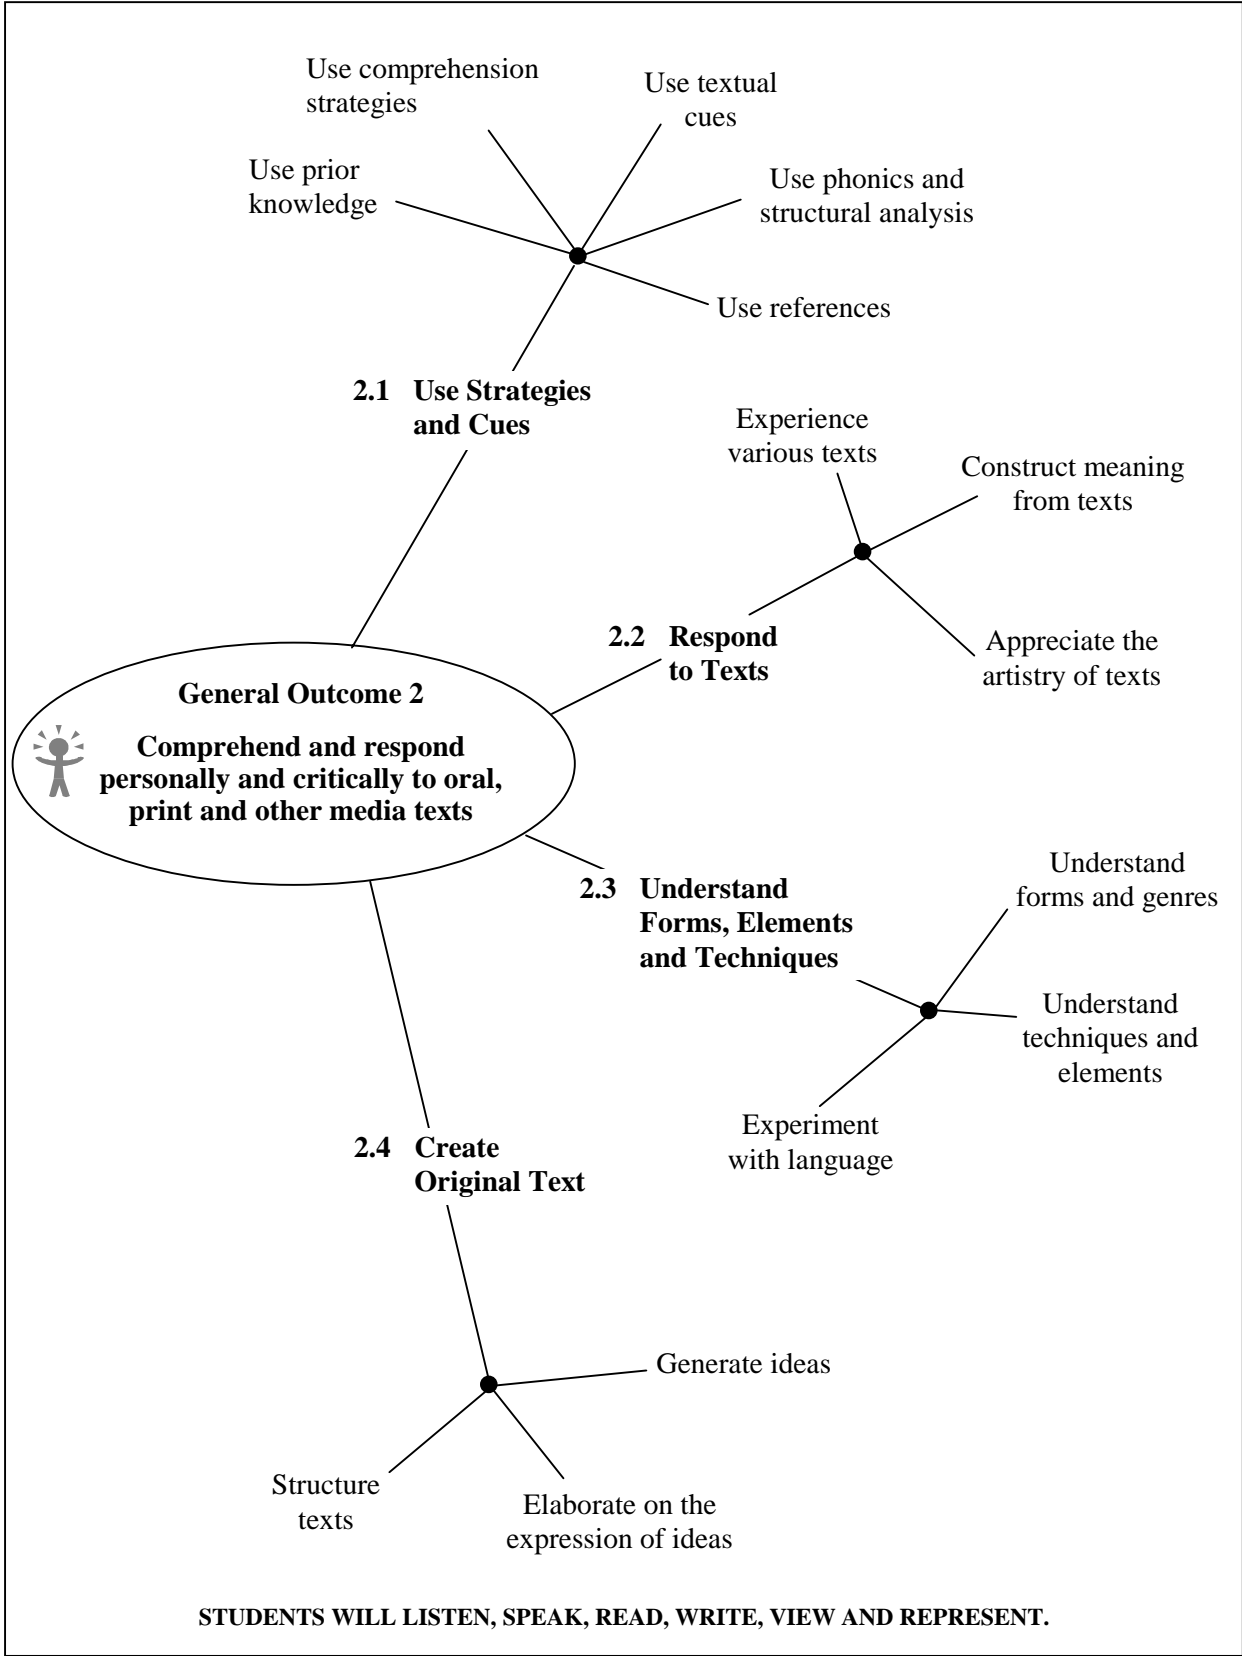 Use comprehension
strategies
Use textual
cues
Use prior
knowledge
Use phonics and
structural analysis
Use references
2.1 Use Strategies
and Cues
Experience
various texts
Construct meaning
from texts
2.2 Respond
to Texts
Appreciate the
artistry of texts
General Outcome 2
Comprehend and respond
personally and critically to oral,
print and other media texts
2.3 Understand
Forms, Elements
and Techniques
Understand
forms and genres
Understand
techniques and
elements
Experiment
with language
2.4 Create
Original Text
Generate ideas
Structure
texts
Elaborate on the
expression of ideas
STUDENTS WILL LISTEN, SPEAK, READ, WRITE, VIEW AND REPRESENT.